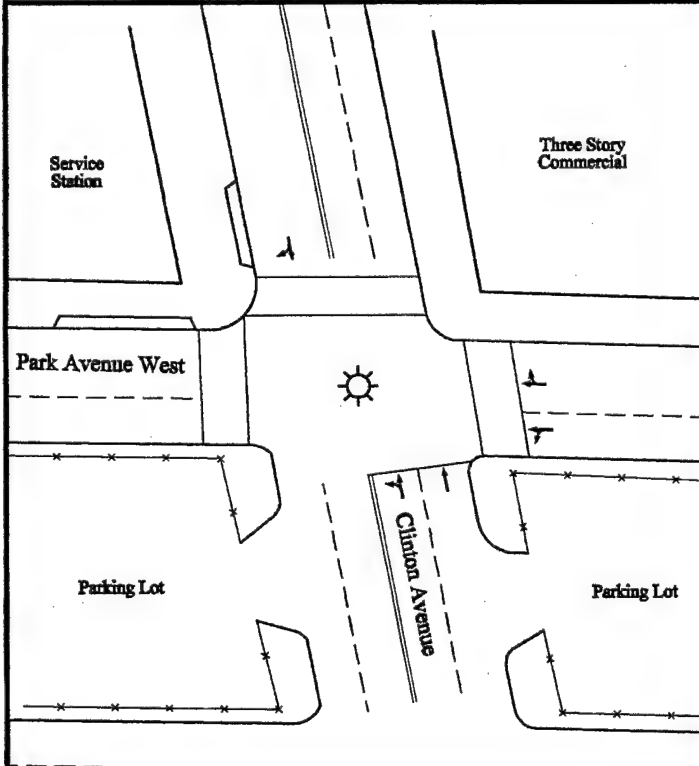 Service
Station
Three Story
Commercial
Park Avenue West
Clinton Avenue
Parking Lot
Parking Lot